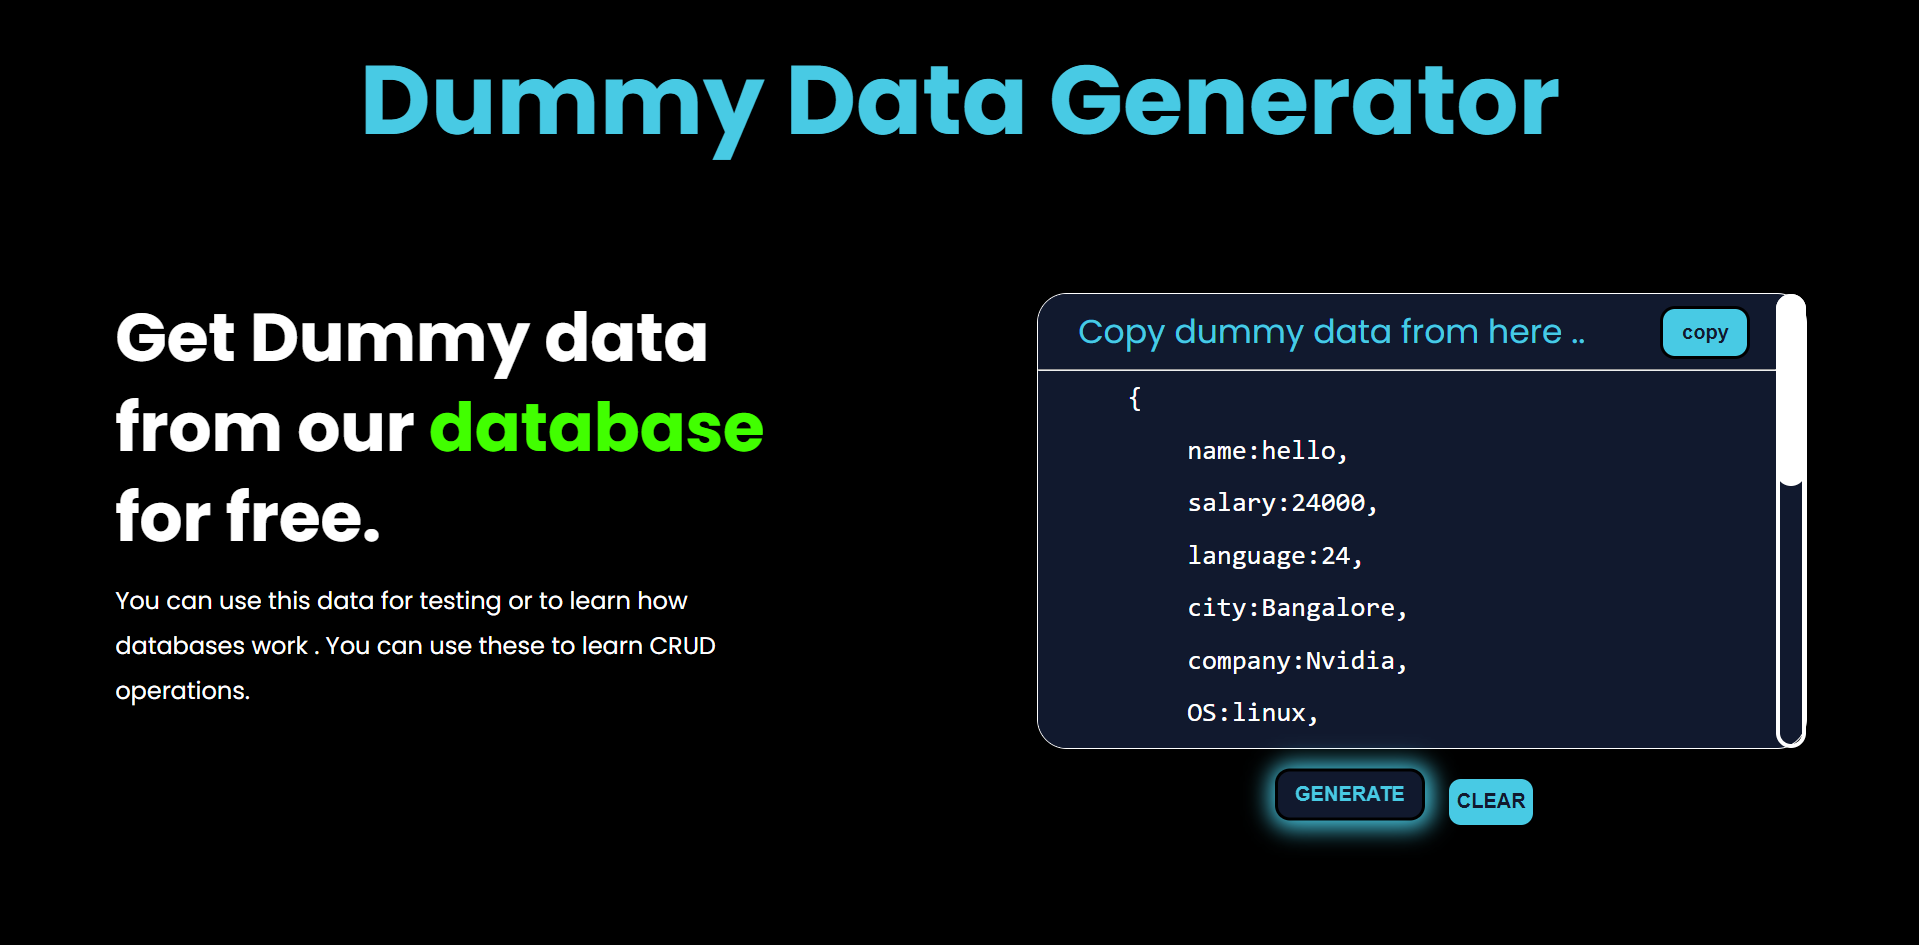 Dummy Data Generator
Get Dummy data
from our database
for free.
You can use this data for testing or to learn how
databases work . You can use these to learn CRUD
operations.
Copy dummy data from here ..
copy
{
name:hello,
salary:24000,
language:24,
city:Bangalore,
company:Nvidia,
OS:linux,
GENERATE
CLEAR